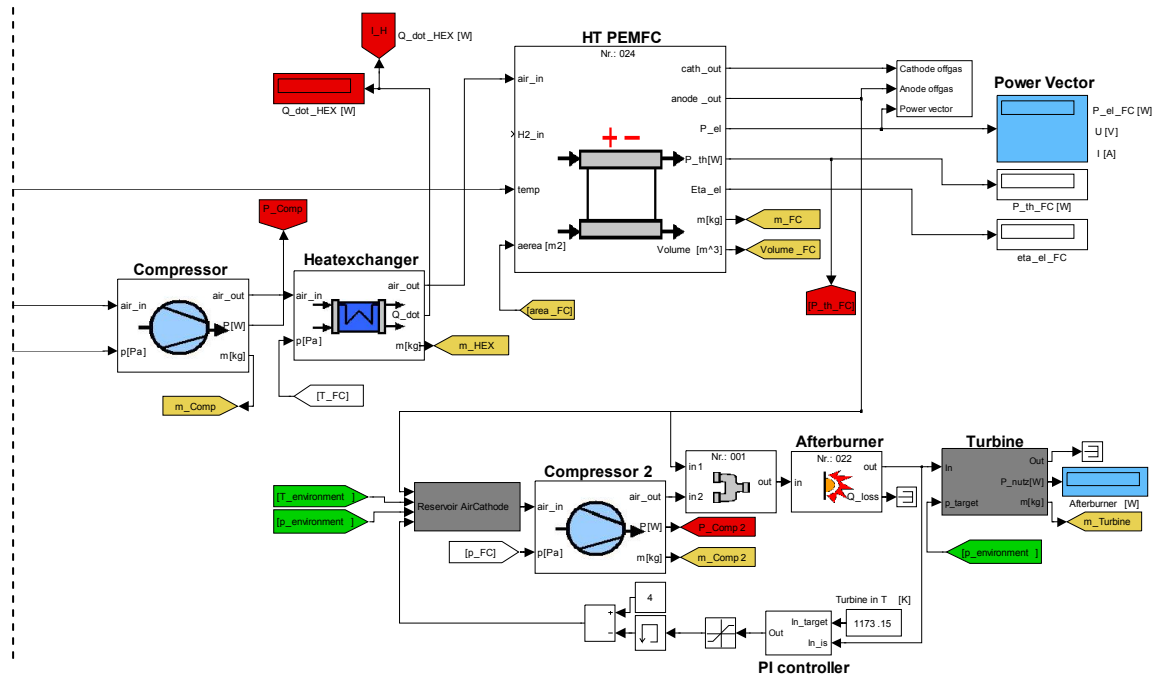 I_H
Q_dot_HEX [W]
Q_dot_HEX [W]
HT PEMFC
Nr.: 024
air_in
H2_in
temp
aerea [m2]
cath_out
anode _out
P_el
P_th[W]
Eta_el
m[kg]
Volume [m^3]
Cathode offgas
Anode offgas
Power vector
Power Vector
P_el_FC [W]
U [V]
I [A]
P_th_FC [W]
eta_el_FC
m_FC
Volume _FC
[P_th_FC]
[area _FC]
P_Comp
Compressor
air_in
p[Pa]
air_out
P[W]
m[kg]
m_Comp
Heatexchanger
air_in
p[Pa]
air_out
Q_dot
m[kg]
m_HEX
[T_FC]
[T_environment ]
[p_environment ]
Reservoir AirCathode
Compressor 2
air_in
p[Pa]
air_out
P[W]
m[kg]
[p_FC]
P_Comp 2
m_Comp 2
Nr.: 001
in1
in2
out
Afterburner
Nr.: 022
in
out
Q_loss
Turbine
In
p_target
Out
P_nutz[W]
m[kg]
Afterburner [W]
m_Turbine
[p_environment ]
4
+
−
Turbine in T [K]
1173 .15
In_target
In_is
Out
PI controller